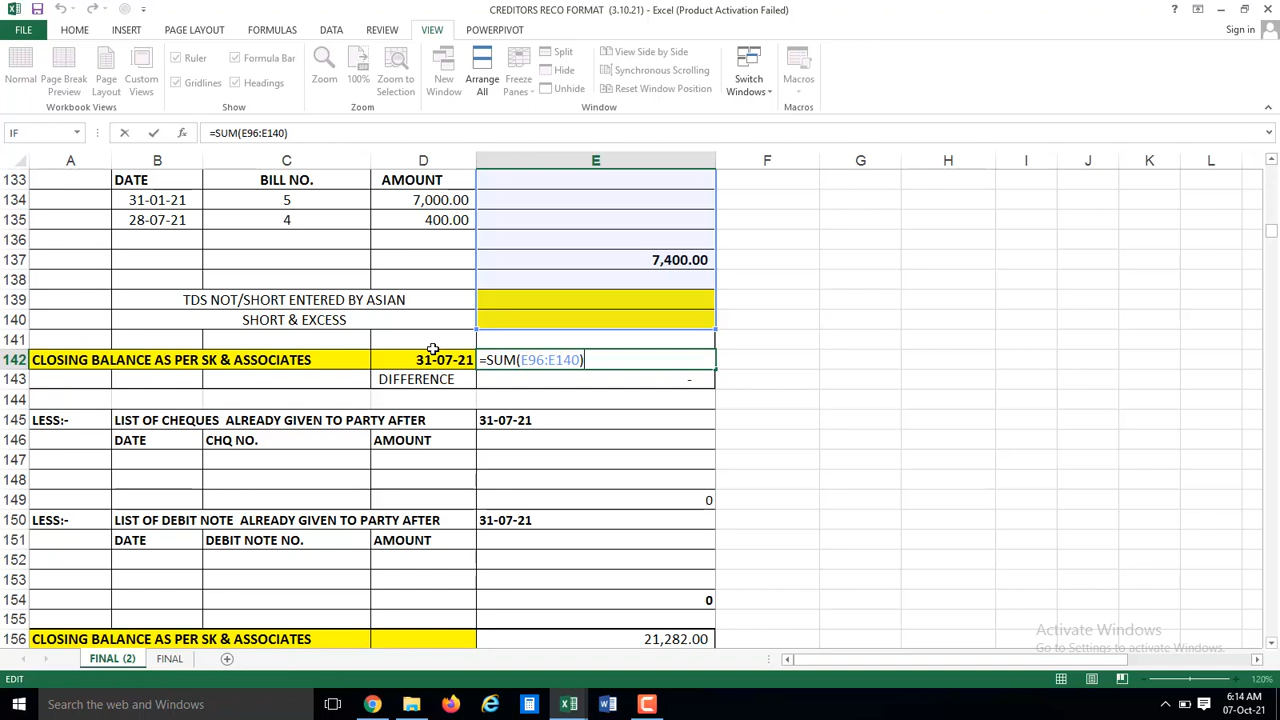 CREDITORS RECO FORMAT (3.10.21) - Excel (Product Activation Failed)
FILE HOME INSERT PAGE LAYOUT FORMULAS DATA REVIEW VIEW POWERPIVOT Sign in
Normal Page Break Preview Page Layout Custom Views
Ruler Formula Bar
Gridlines Headings
Zoom 100% Zoom to Selection
New Window Arrange All Freeze Panes
Split
Hide
Unhide
View Side by Side
Synchronous Scrolling
Reset Window Position
Switch Windows Macros
Workbook Views Show Zoom Window Macros
IF =SUM(E96:E140)
A B C D E F G H I J K L
133 DATE BILL NO. AMOUNT
134 31-01-21 5 7,000.00
135 28-07-21 4 400.00
136
137 7,400.00
138
139 TDS NOT/SHORT ENTERED BY ASIAN
140 SHORT & EXCESS
141
142 CLOSING BALANCE AS PER SK & ASSOCIATES 31-07-21 =SUM(E96:E140)
143 DIFFERENCE -
144
145 LESS:- LIST OF CHEQUES ALREADY GIVEN TO PARTY AFTER 31-07-21
146 DATE CHQ NO. AMOUNT
147
148
149 0
150 LESS:- LIST OF DEBIT NOTE ALREADY GIVEN TO PARTY AFTER 31-07-21
151 DATE DEBIT NOTE NO. AMOUNT
152
153
154 0
155
156 CLOSING BALANCE AS PER SK & ASSOCIATES 21,282.00
Activate Windows
Go to Settings to activate Windows.
FINAL (2) FINAL
EDIT 120%
Search the web and Windows
6:14 AM
07-Oct-21